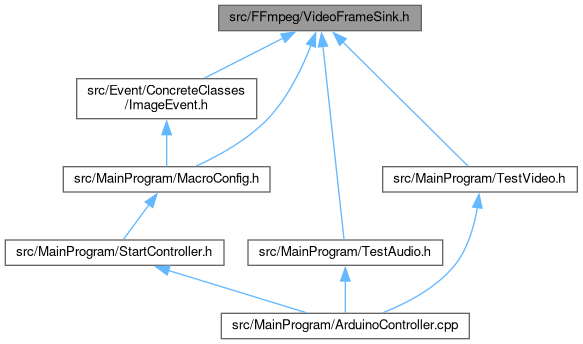 src/FFmpeg/VideoFrameSink.h
src/Event/ConcreteClasses
/ImageEvent.h
src/MainProgram/MacroConfig.h
src/MainProgram/TestVideo.h
src/MainProgram/StartController.h
src/MainProgram/TestAudio.h
src/MainProgram/ArduinoController.cpp